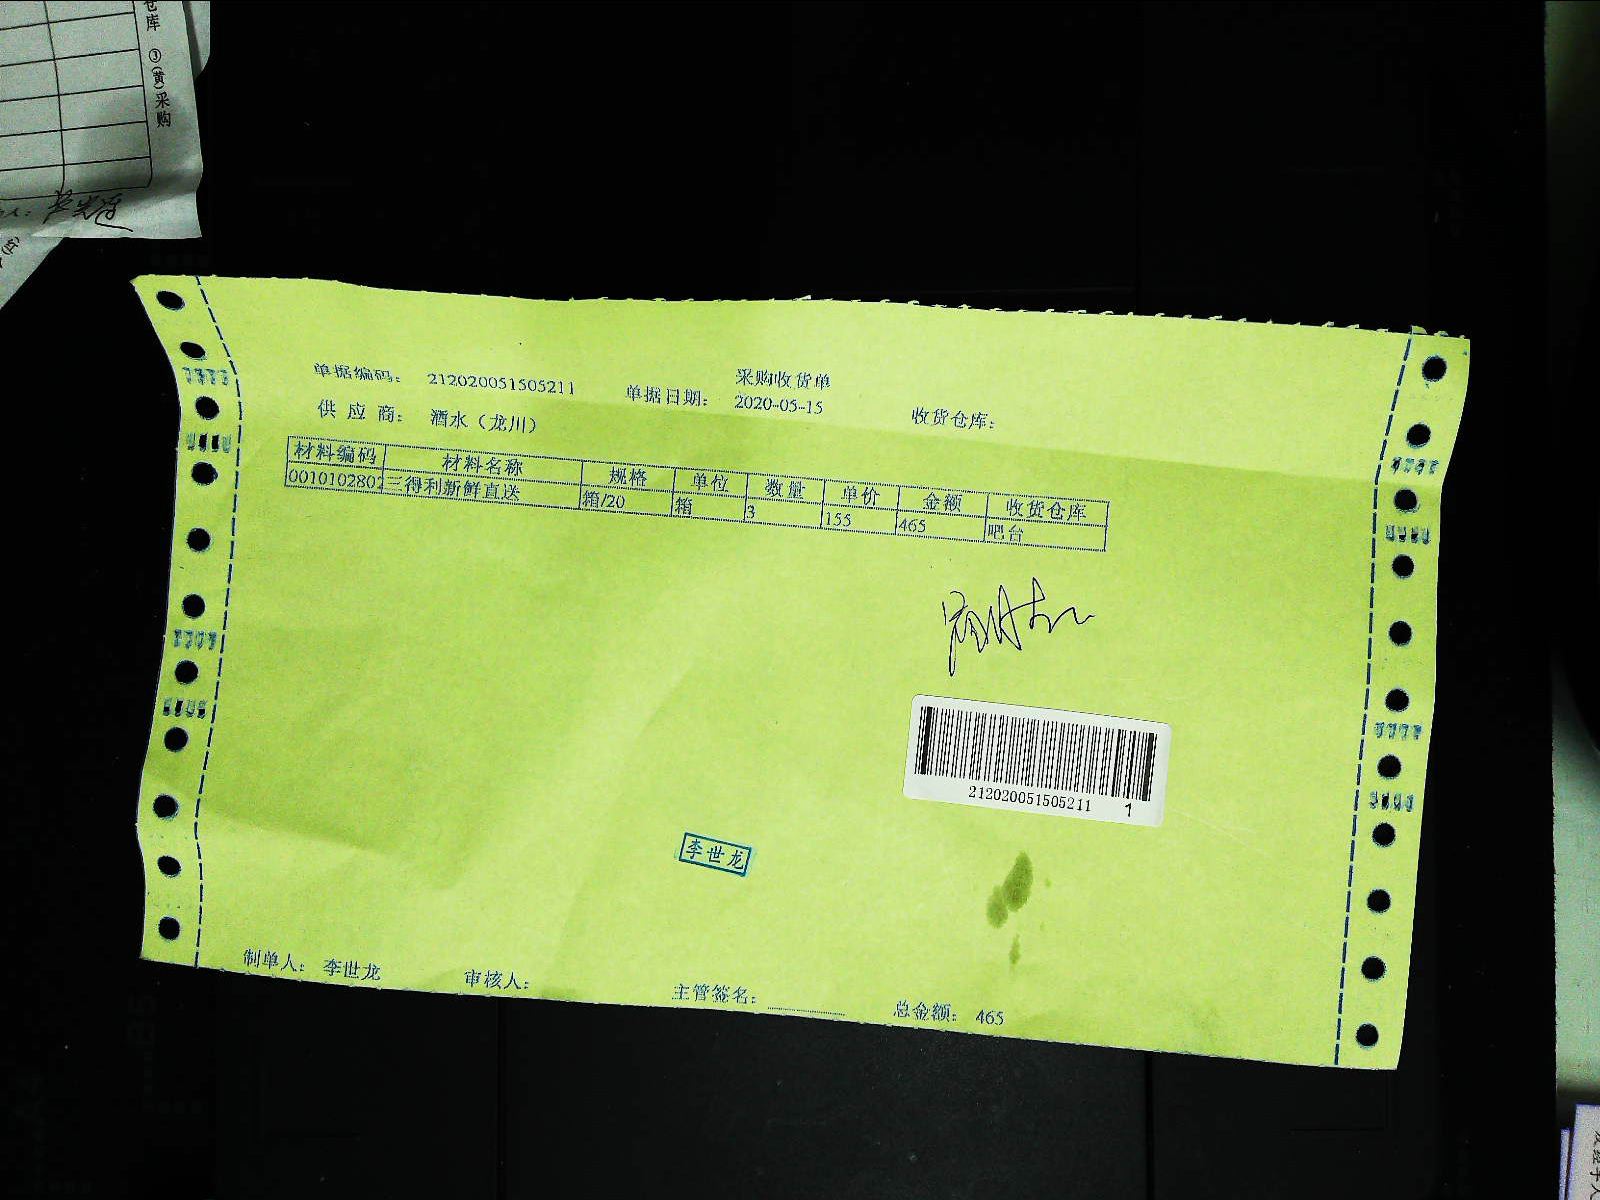 仓库 ③(黄)采购
采购收货单
单据编码: 212020051505211 单据日期: 2020-05-15 收货仓库:
供应商: 酒水（龙川）
材料编码 材料名称 规格 单位 数量 单价 金额 收货仓库
0010102802 三得利新鲜直送 箱/20 箱 3 155 465 吧台
212020051505211 1
李世龙
制单人: 李世龙 审核人: 主管签名: 总金额: 465